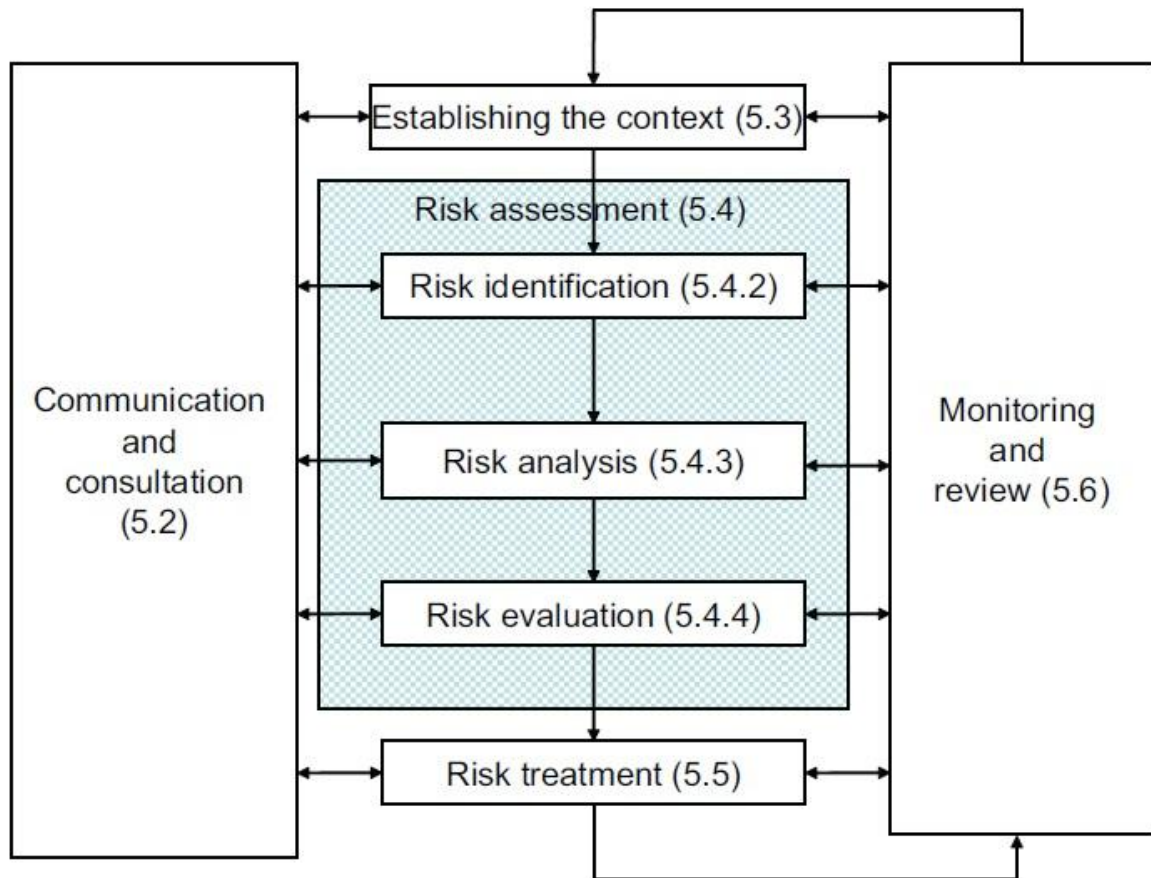 Establishing the context (5.3)
Risk assessment (5.4)
Risk identification (5.4.2)
Risk analysis (5.4.3)
Risk evaluation (5.4.4)
Risk treatment (5.5)
Communication
and
consultation
(5.2)
Monitoring
and
review (5.6)